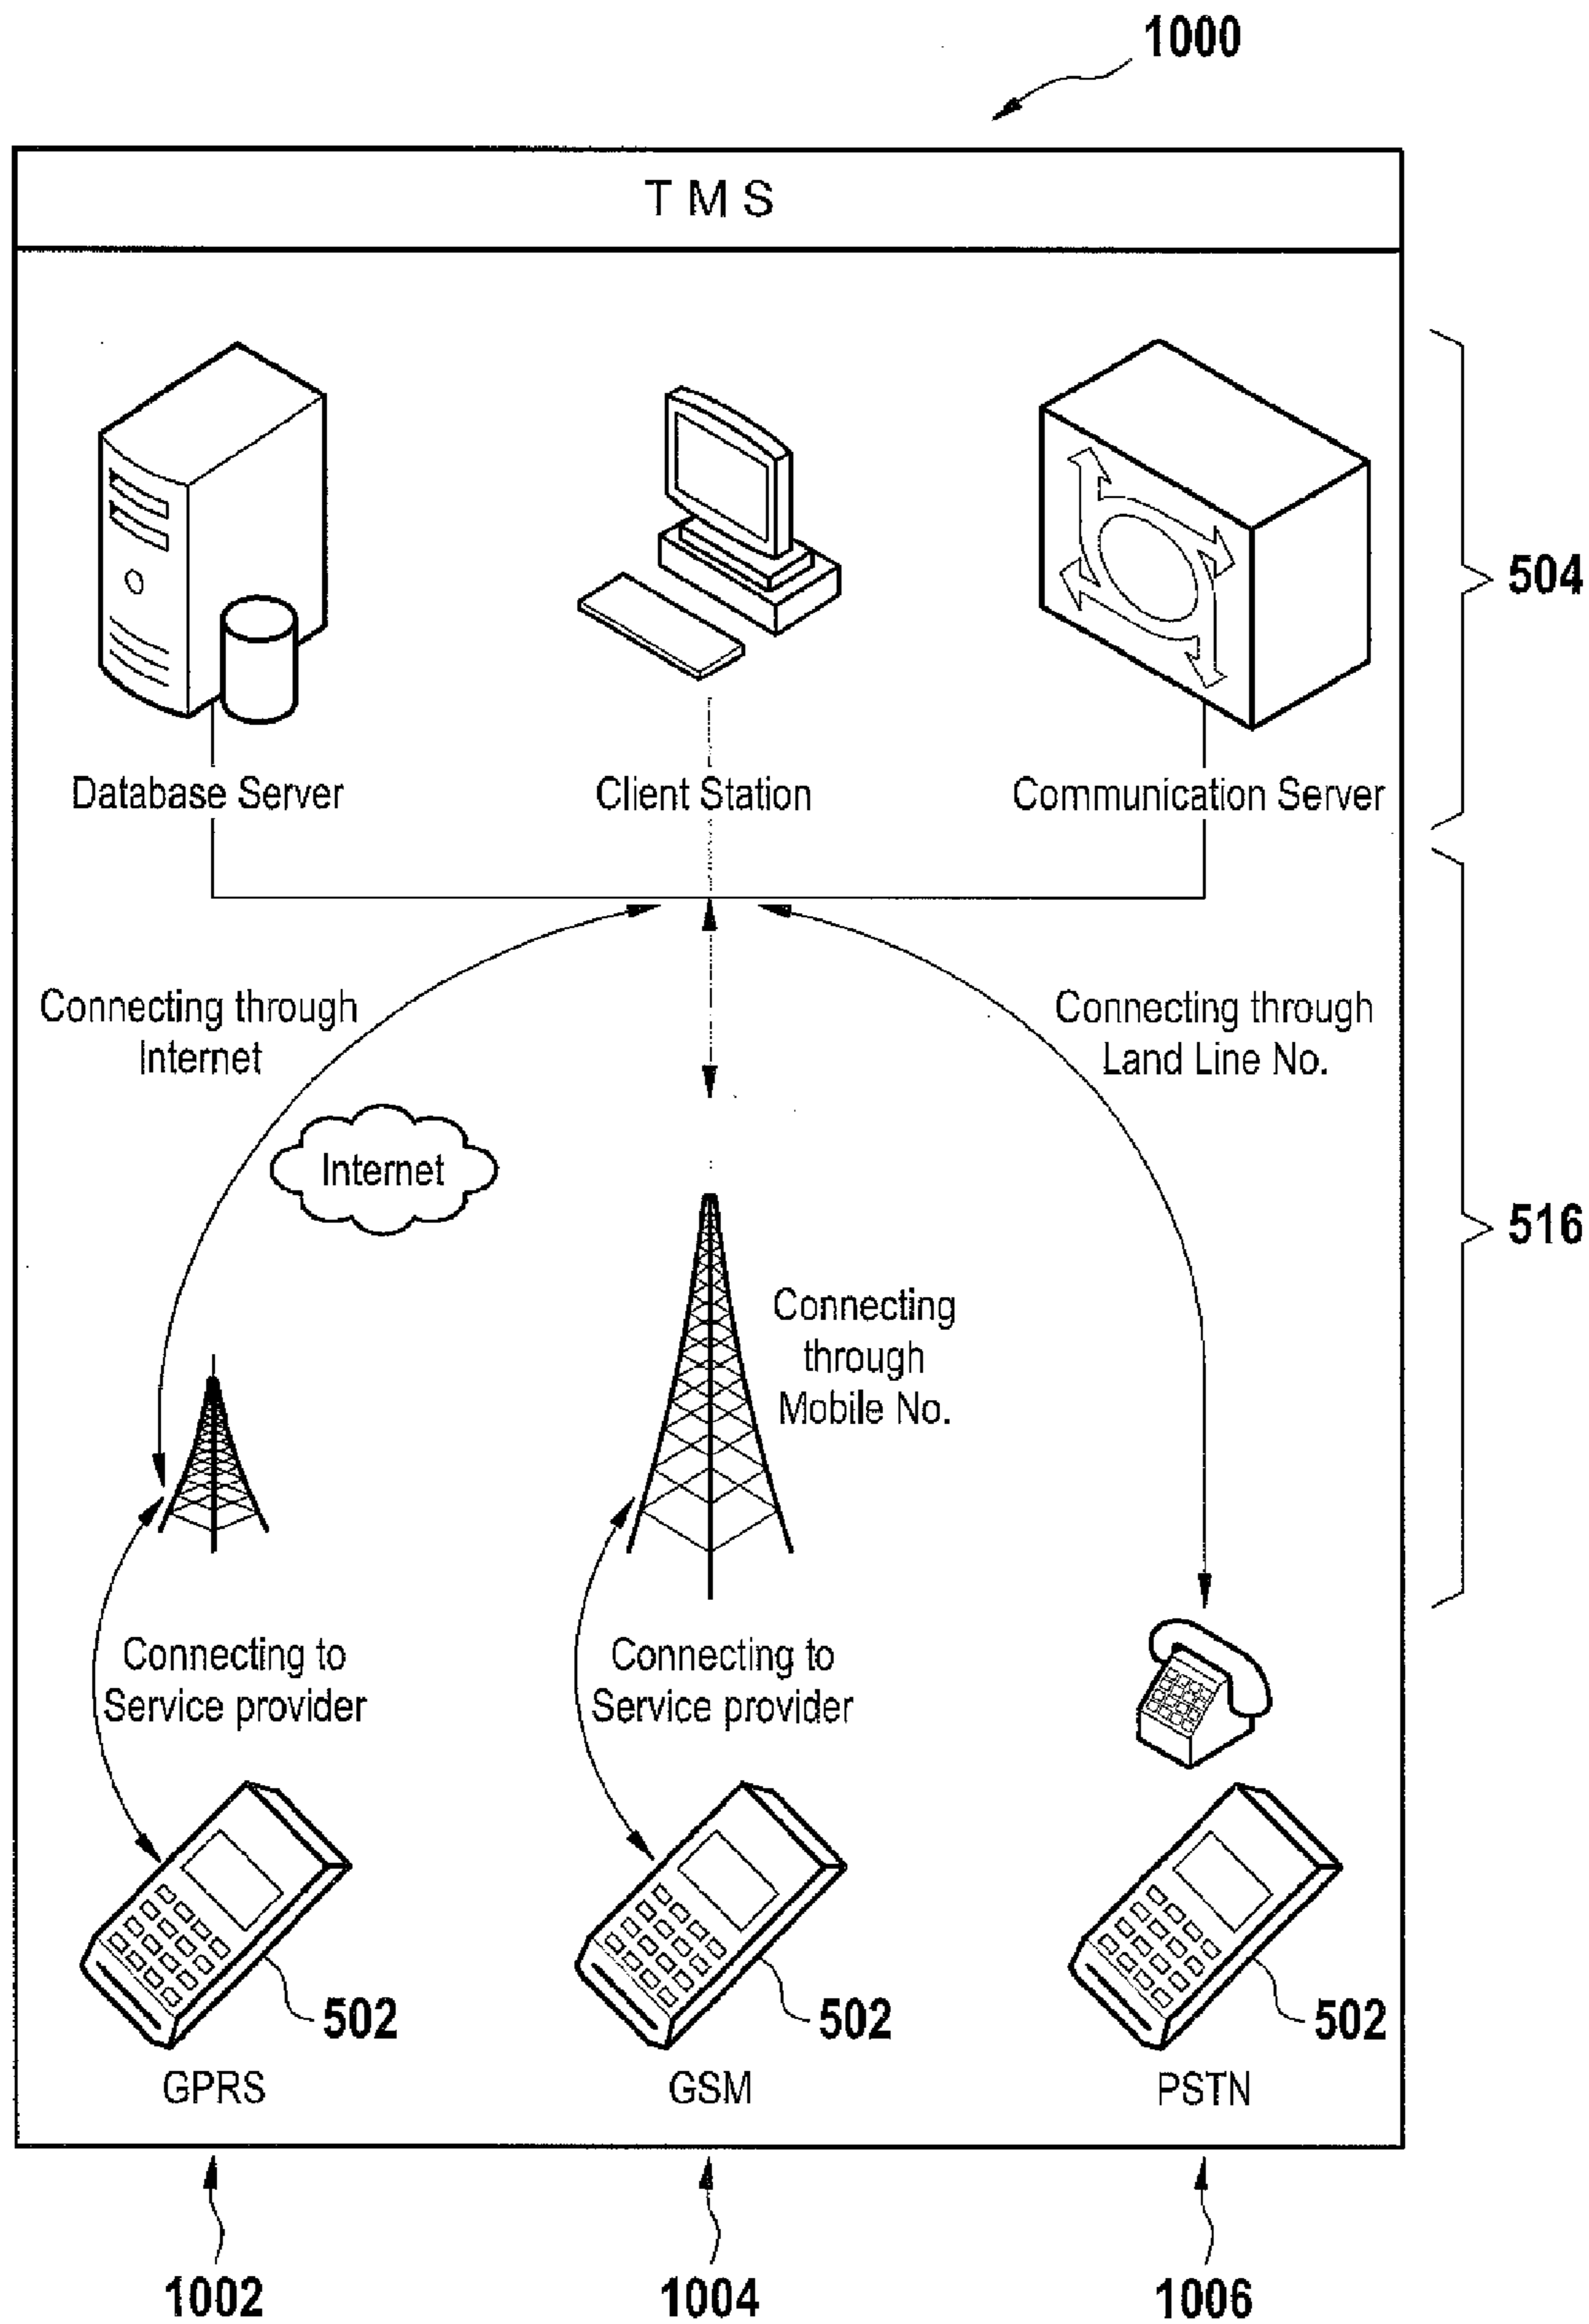 1000
TMS
504
Database Server
Client Station
Communication Server
Connecting through
Internet
Connecting through
Land Line No.
Internet
516
Connecting
through
Mobile No.
Connecting to
Service provider
Connecting to
Service provider
502
502
502
GPRS
GSM
PSTN
1002
1004
1006